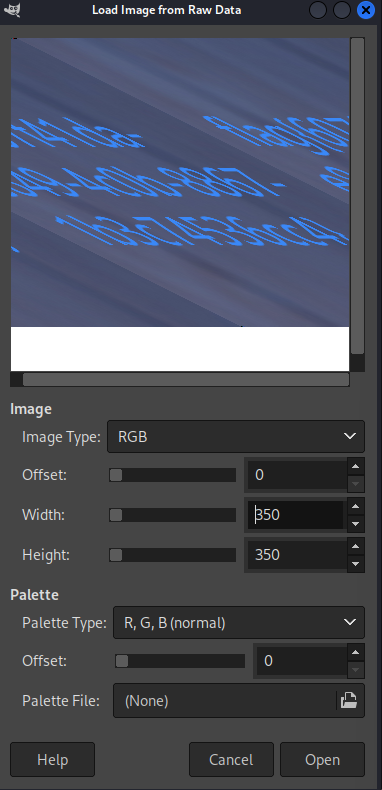 Load Image from Raw Data
Image
Image Type: RGB
Offset: 0
Width: 350
Height: 350
Palette
Palette Type: R, G, B (normal)
Offset: 0
Palette File: (None)
Help Cancel Open